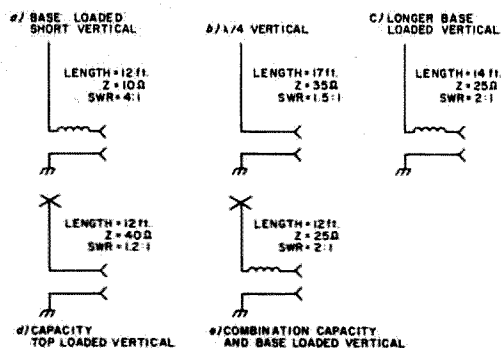 a/ BASE LOADED
SHORT VERTICAL
LENGTH = 12 ft.
Z = 10Ω
SWR = 4:1
b/ λ/4 VERTICAL
LENGTH = 17 ft.
Z = 35Ω
SWR = 1.5:1
C/ LONGER BASE
LOADED VERTICAL
LENGTH = 14 ft.
Z = 25Ω
SWR = 2:1
LENGTH = 12 ft.
Z = 40Ω
SWR = 1.2:1
d/ CAPACITY
TOP LOADED VERTICAL
LENGTH = 12 ft.
Z = 25Ω
SWR = 2:1
e/ COMBINATION CAPACITY
AND BASE LOADED VERTICAL